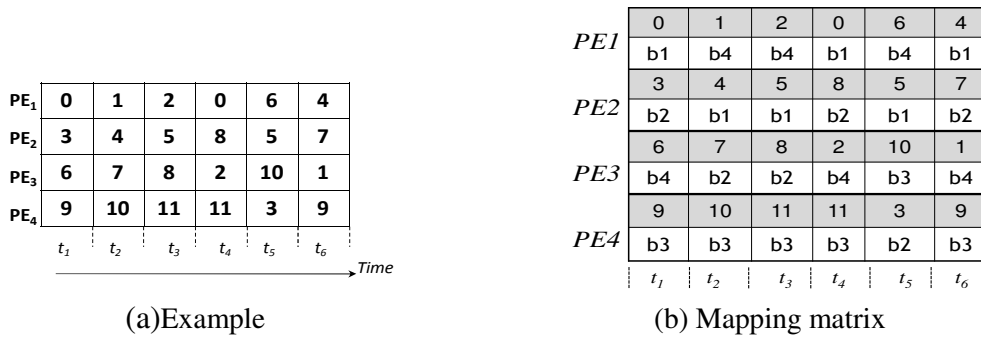 PE1 0 1 2 0 6 4
PE2 3 4 5 8 5 7
PE3 6 7 8 2 10 1
PE4 9 10 11 11 3 9
t1 t2 t3 t4 t5 t6
Time
(a)Example
PE1 0 1 2 0 6 4
b1 b4 b4 b1 b4 b1
PE2 3 4 5 8 5 7
b2 b1 b1 b2 b1 b2
PE3 6 7 8 2 10 1
b4 b2 b2 b4 b3 b4
PE4 9 10 11 11 3 9
b3 b3 b3 b3 b2 b3
t1 t2 t3 t4 t5 t6
(b) Mapping matrix